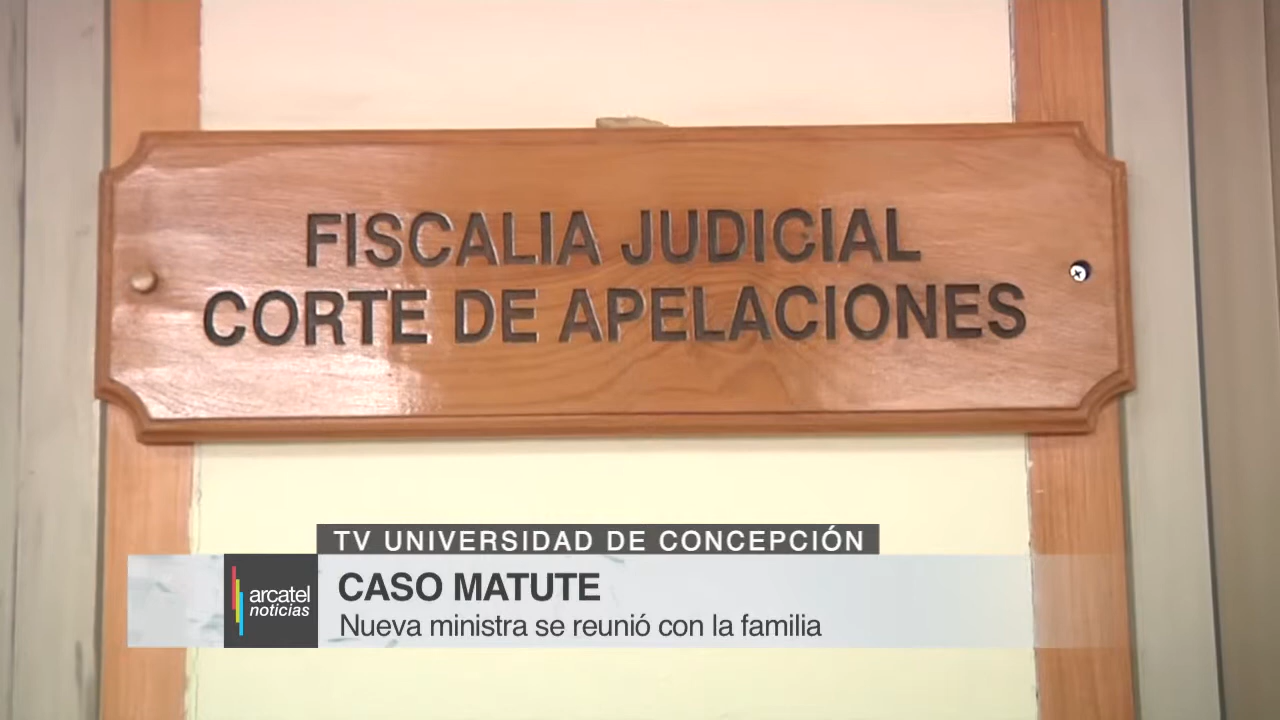 FISCALIA JUDICIAL
CORTE DE APELACIONES
TV UNIVERSIDAD DE CONCEPCIÓN
arcatel
noticias
CASO MATUTE
Nueva ministra se reunió con la familia